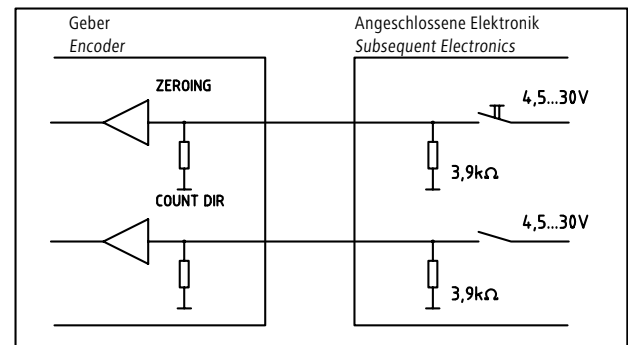 Geber
Encoder
Angeschlossene Elektronik
Subsequent Electronics
ZEROING
4,5...30V
3,9kΩ
COUNT DIR
4,5...30V
3,9kΩ